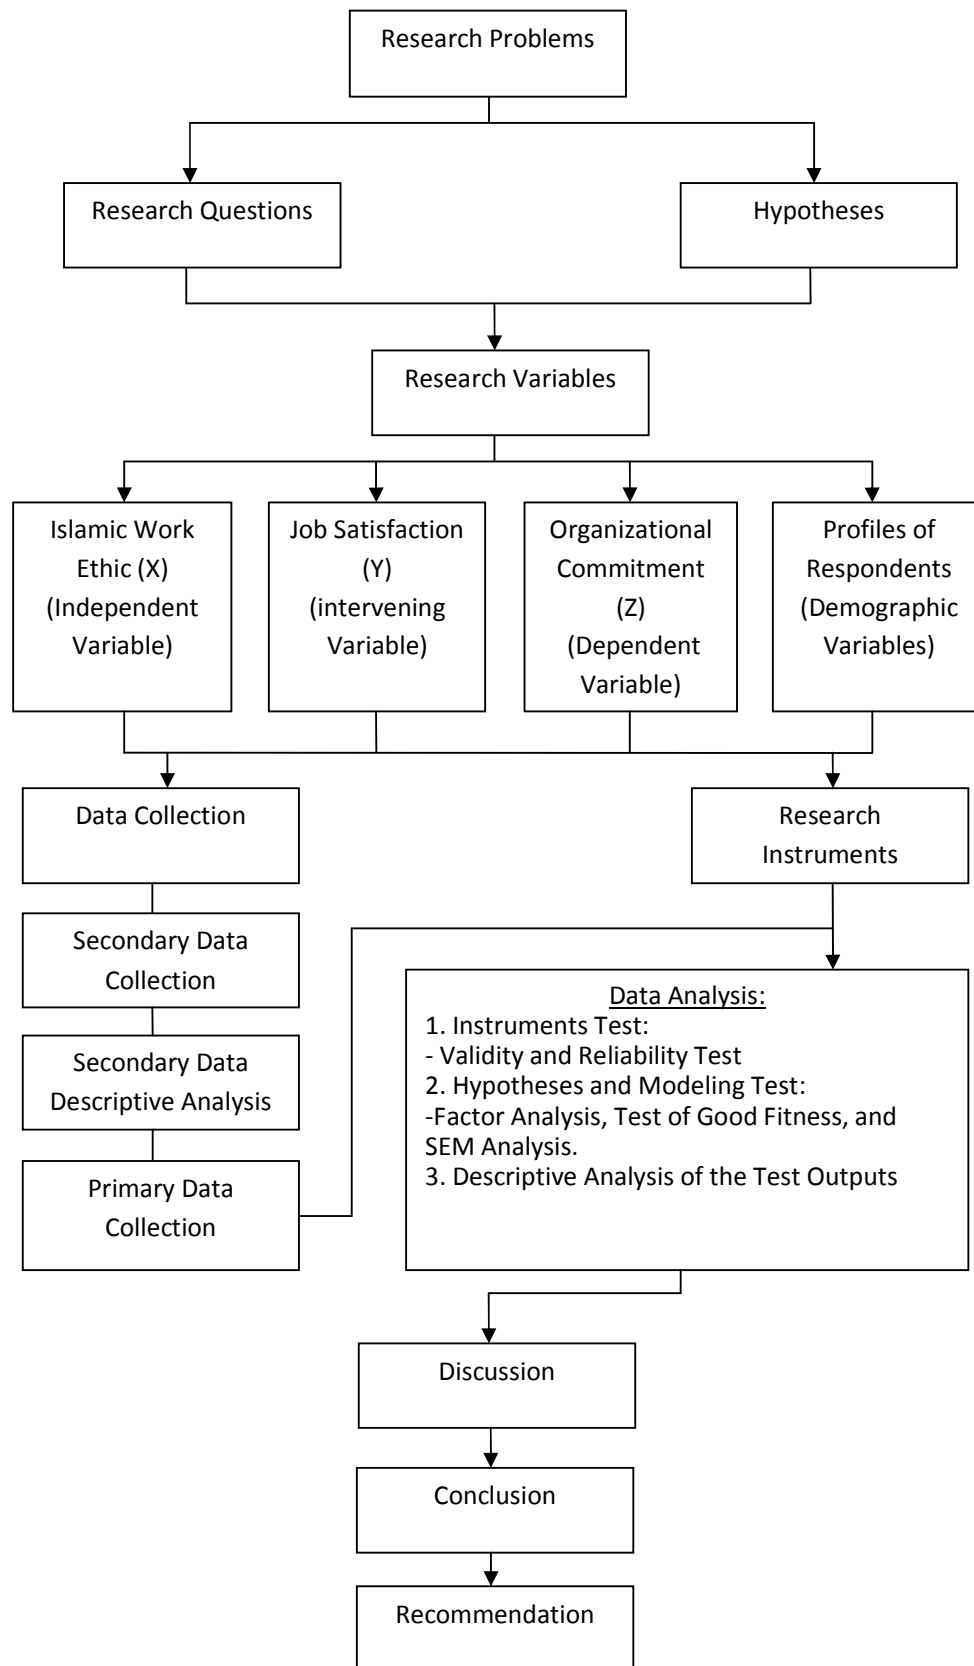 Research Problems
Research Questions
Hypotheses
Research Variables
Islamic Work
Ethic (X)
(Independent
Variable)
Job Satisfaction
(Y)
(intervening
Variable)
Organizational
Commitment
(Z)
(Dependent
Variable)
Profiles of
Respondents
(Demographic
Variables)
Data Collection
Research
Instruments
Secondary Data
Collection
Secondary Data
Descriptive Analysis
Primary Data
Collection
Data Analysis:
1. Instruments Test:
- Validity and Reliability Test
2. Hypotheses and Modeling Test:
-Factor Analysis, Test of Good Fitness, and
SEM Analysis.
3. Descriptive Analysis of the Test Outputs
Discussion
Conclusion
Recommendation